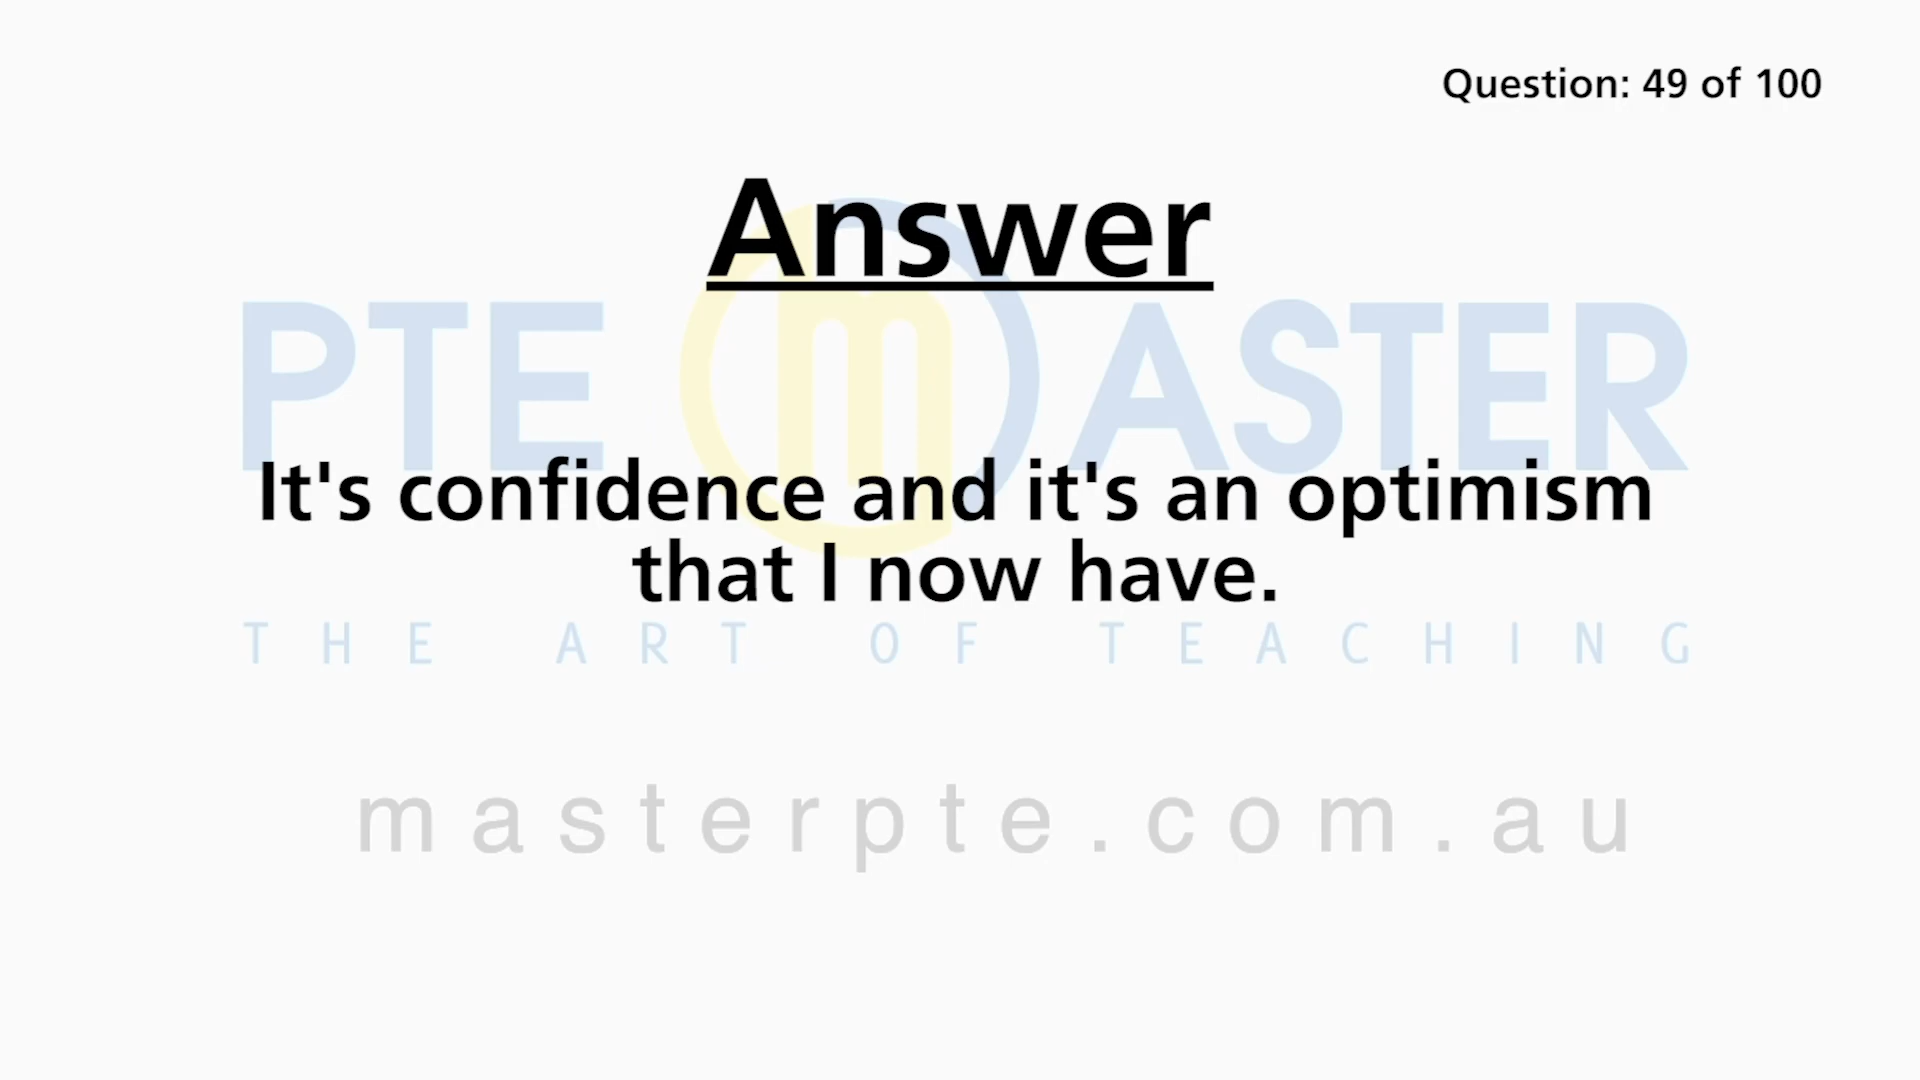 Question: 49 of 100
Answer
PTE MASTER
It's confidence and it's an optimism
that I now have.
THE ART OF TEACHING
masterpte.com.au